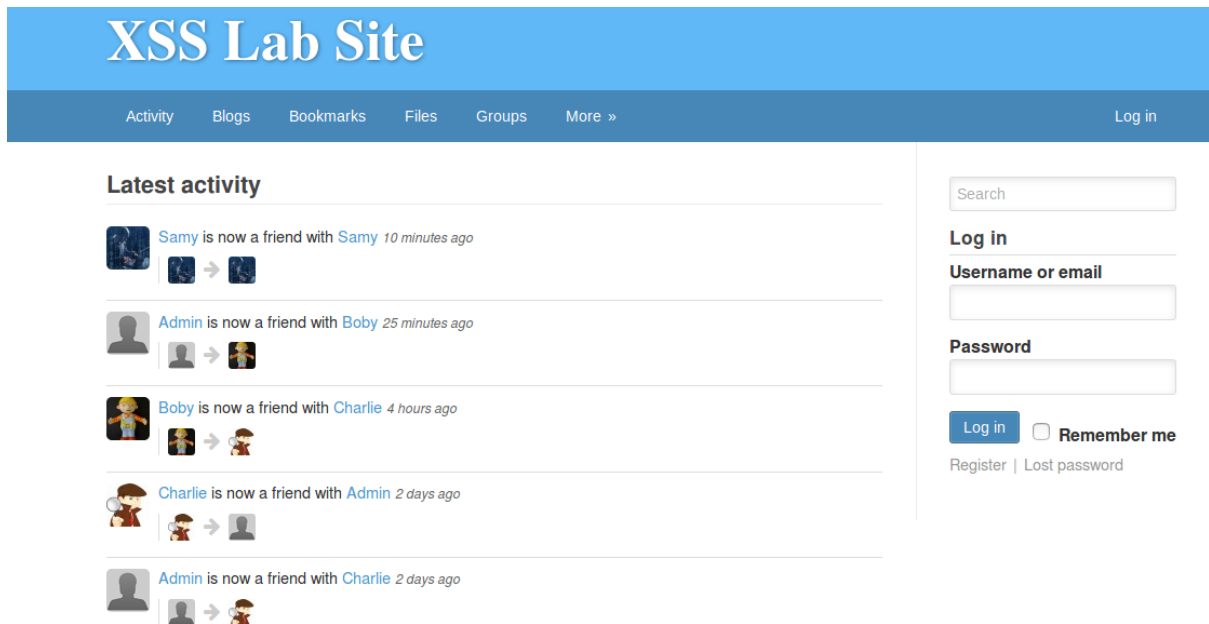 XSS Lab Site
Activity Blogs Bookmarks Files Groups More » Log in
Latest activity
Samy is now a friend with Samy 10 minutes ago
Admin is now a friend with Boby 25 minutes ago
Boby is now a friend with Charlie 4 hours ago
Charlie is now a friend with Admin 2 days ago
Admin is now a friend with Charlie 2 days ago
Search
Log in
Username or email
Password
Log in Remember me
Register | Lost password